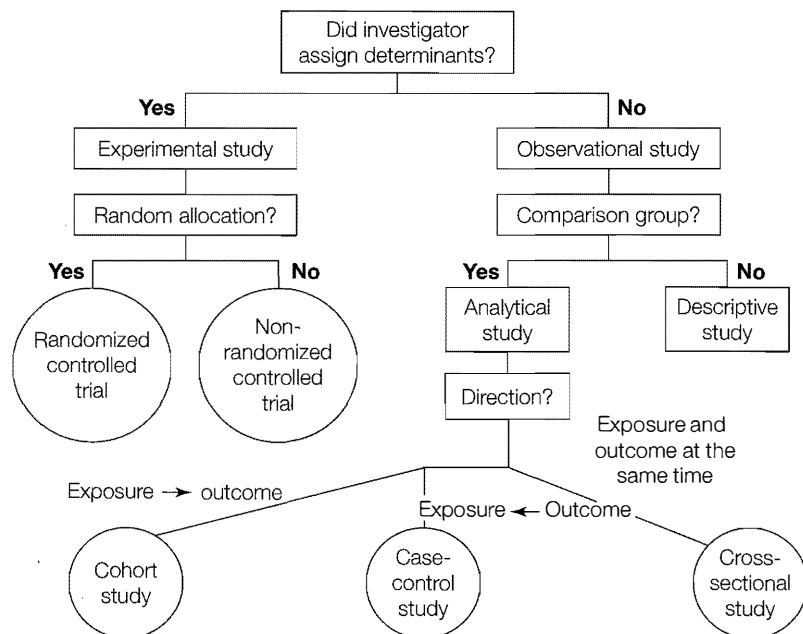 Did investigator
assign determinants?
Yes
No
Experimental study
Observational study
Random allocation?
Comparison group?
Yes
No
Yes
No
Randomized
controlled
trial
Non-
randomized
controlled
trial
Analytical
study
Descriptive
study
Direction?
Exposure and
outcome at the
same time
Exposure → outcome
Exposure ← Outcome
Cohort
study
Case-
control
study
Cross-
sectional
study